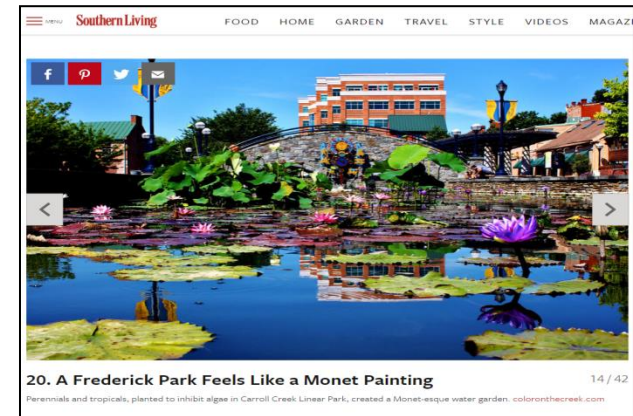 MENU Southern Living FOOD HOME GARDEN TRAVEL STYLE VIDEOS MAGAZI
20. A Frederick Park Feels Like a Monet Painting 14 / 42
Perennials and tropicals, planted to inhibit algae in Carroll Creek Linear Park, created a Monet-esque water garden. coloronthecreek.com